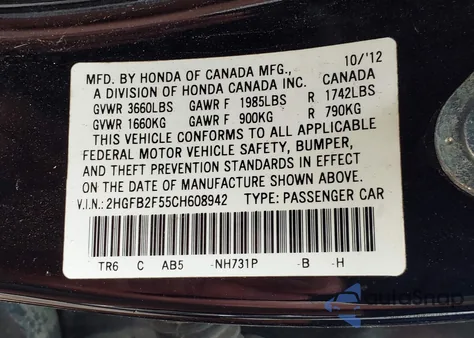 MFD. BY HONDA OF CANADA MFG., 10/'12
A DIVISION OF HONDA CANADA INC. CANADA
GVWR 3660LBS GAWR F 1985LBS R 1742LBS
GVWR 1660KG GAWR F 900KG R 790KG
THIS VEHICLE CONFORMS TO ALL APPLICABLE
FEDERAL MOTOR VEHICLE SAFETY, BUMPER,
AND THEFT PREVENTION STANDARDS IN EFFECT
ON THE DATE OF MANUFACTURE SHOWN ABOVE.
V.I.N.: 2HGFB2F55CH608942 TYPE: PASSENGER CAR
TR6 C AB5 -NH731P -B -H
AutoSnap